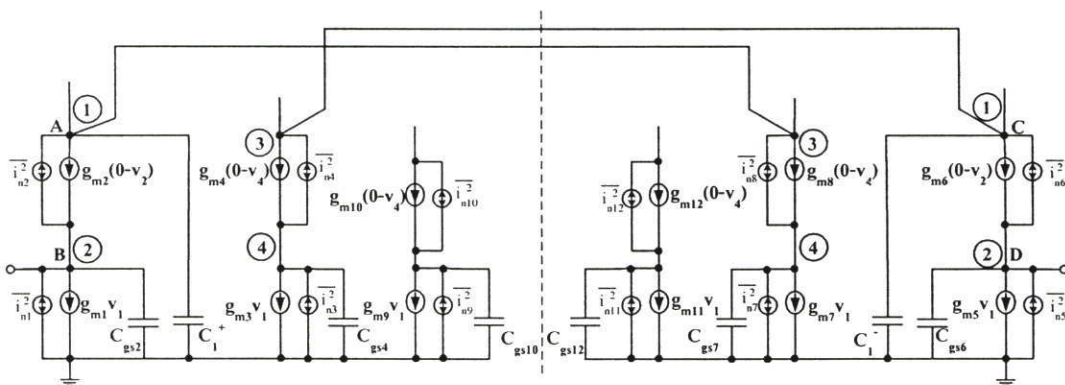 1 1
A C
3 3
i²n2 gm2(0-v2) gm4(0-v4) i²n4 i²n8 gm8(0-v4) gm6(0-v2) i²n6
gm10(0-v4) i²n10 i²n12 gm12(0-v4)
2 4 4 2
B D
i²n1 gm1v1 gm3v1 i²n3 gm9v1 i²n9 i²n11 gm11v1 i²n7 gm7v1 gm5v1 i²n5
Cgs2 C1+ Cgs4 Cgs10 Cgs12 Cgs7 C1- Cgs6